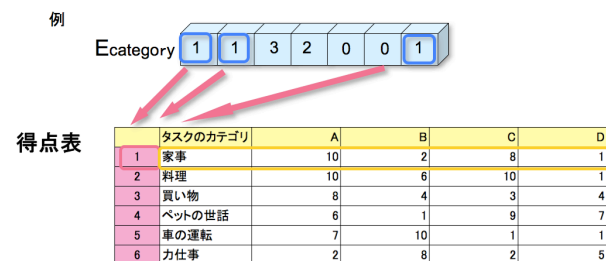 例
Ecategory 1 1 3 2 0 0 1
得点表
タスクのカテゴリ A B C D
1 家事 10 2 8 1
2 料理 10 6 10 1
3 買い物 8 4 3 4
4 ペットの世話 6 1 9 7
5 車の運転 7 10 1 1
6 力仕事 2 8 2 5